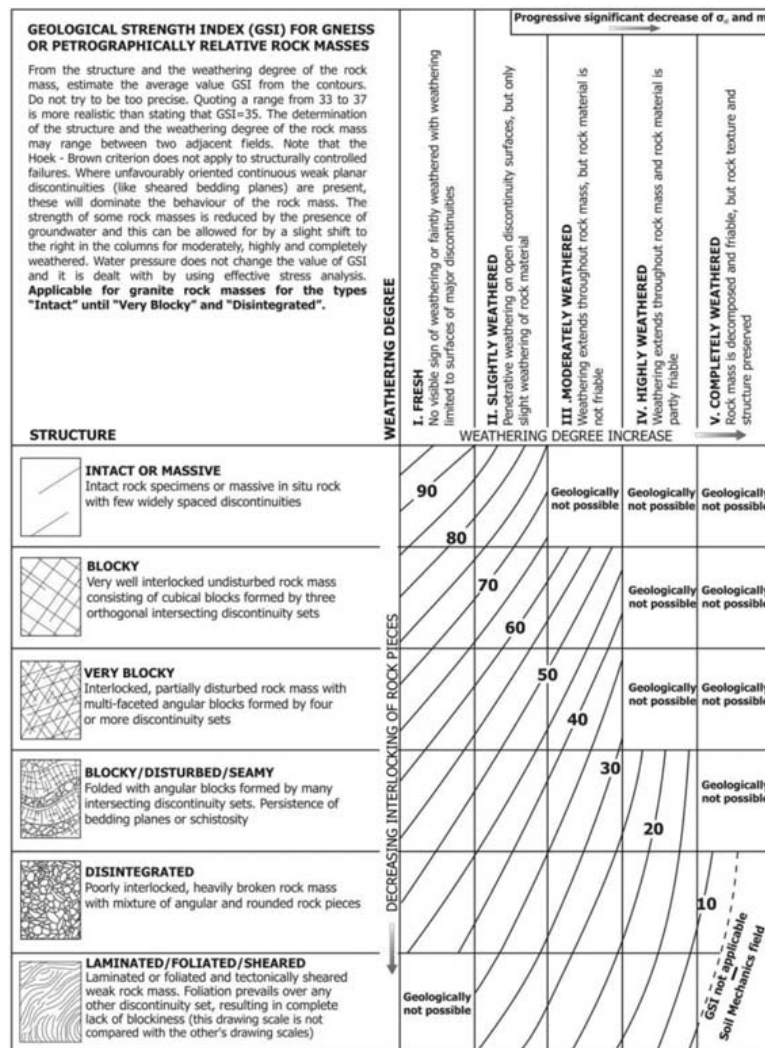 GEOLOGICAL STRENGTH INDEX (GSI) FOR GNEISS
OR PETROGRAPHICALLY RELATIVE ROCK MASSES
From the structure and the weathering degree of the rock
mass, estimate the average value GSI from the contours.
Do not try to be too precise. Quoting a range from 33 to 37
is more realistic than stating that GSI=35. The determination
of the structure and the weathering degree of the rock mass
may range between two adjacent fields. Note that the
Hoek - Brown criterion does not apply to structurally controlled
failures. Where unfavourably oriented continuous weak planar
discontinuities (like sheared bedding planes) are present,
these will dominate the behaviour of the rock mass. The
strength of some rock masses is reduced by the presence of
groundwater and this can be allowed for by a slight shift to
the right in the columns for moderately, highly and completely
weathered. Water pressure does not change the value of GSI
and it is dealt with by using effective stress analysis.
Applicable for granite rock masses for the types
"Intact" until "Very Blocky" and "Disintegrated".
STRUCTURE
WEATHERING DEGREE
Progressive significant decrease of σci and m
I. FRESH
No visible sign of weathering or faintly weathered with weathering
limited to surfaces of major discontinuities
II. SLIGHTLY WEATHERED
Penetrative weathering on open discontinuity surfaces, but only
slight weathering of rock material
III .MODERATELY WEATHERED
Weathering extends throughout rock mass, but rock material is
not friable
IV. HIGHLY WEATHERED
Weathering extends throughout rock mass and rock material is
partly friable
V. COMPLETELY WEATHERED
Rock mass is decomposed and friable, but rock texture and
structure preserved
WEATHERING DEGREE INCREASE
DECREASING INTERLOCKING OF ROCK PIECES
INTACT OR MASSIVE
Intact rock specimens or massive in situ rock
with few widely spaced discontinuities
90
80
Geologically
not possible
Geologically
not possible
Geologically
not possible
BLOCKY
Very well interlocked undisturbed rock mass
consisting of cubical blocks formed by three
orthogonal intersecting discontinuity sets
70
60
Geologically
not possible
Geologically
not possible
VERY BLOCKY
Interlocked, partially disturbed rock mass with
multi-faceted angular blocks formed by four
or more discontinuity sets
50
40
Geologically
not possible
Geologically
not possible
BLOCKY/DISTURBED/SEAMY
Folded with angular blocks formed by many
intersecting discontinuity sets. Persistence of
bedding planes or schistosity
30
20
Geologically
not possible
DISINTEGRATED
Poorly interlocked, heavily broken rock mass
with mixture of angular and rounded rock pieces
10
LAMINATED/FOLIATED/SHEARED
Laminated or foliated and tectonically sheared
weak rock mass. Foliation prevails over any
other discontinuity set, resulting in complete
lack of blockiness (this drawing scale is not
compared with the other's drawing scales)
Geologically
not possible
GSI not applicable
Soil Mechanics field